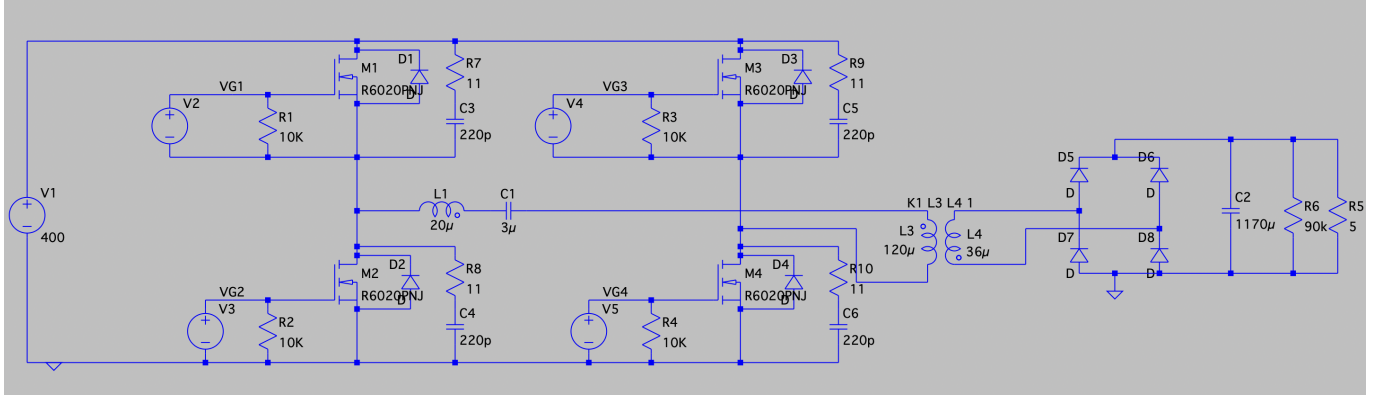 V1
400
VG1
V2
R1
10K
M1
R6020PNJ
D1
D
R7
11
C3
220p
VG3
V4
R3
10K
M3
R6020PNJ
D3
D
R9
11
C5
220p
L1
20µ
C1
3µ
VG2
V3
R2
10K
M2
R6020PNJ
D2
D
R8
11
C4
220p
VG4
V5
R4
10K
M4
R6020PNJ
D4
D
R10
11
C6
220p
K1 L3 L4 1
L3
120µ
L4
36µ
D5
D
D6
D
D7
D
D8
D
C2
1170µ
R6
90k
R5
5